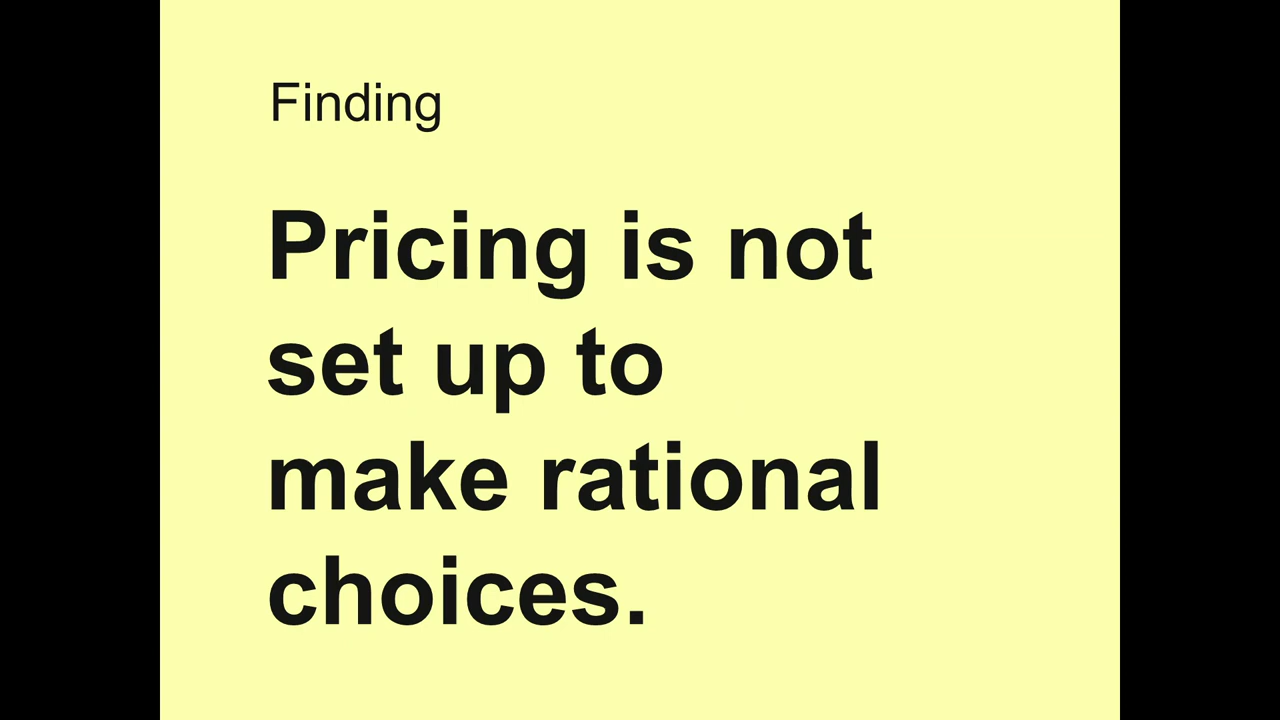 Finding
Pricing is not
set up to
make rational
choices.